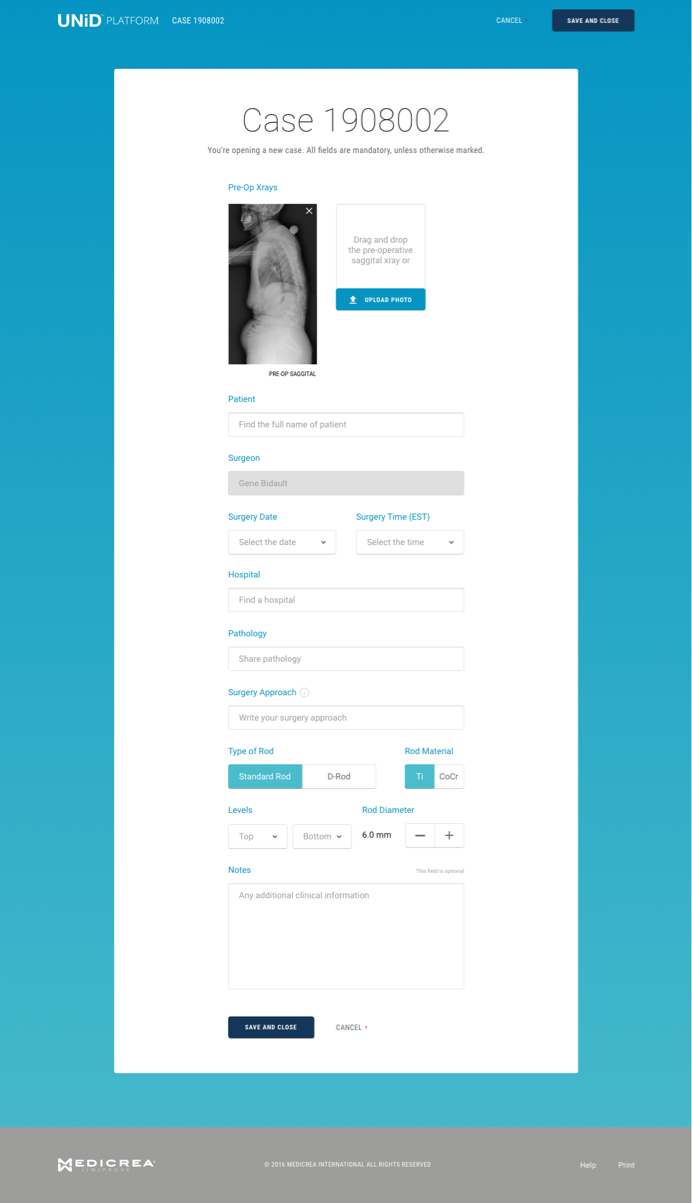 UNiD PLATFORM CASE 1908002 CANCEL SAVE AND CLOSE
Case 1908002
You're opening a new case. All fields are mandatory, unless otherwise marked.
Pre-Op Xrays
Drag and drop
the pre-operative
saggital xray or
UPLOAD PHOTO
PRE-OP SAGGITAL
Patient
Find the full name of patient
Surgeon
Gene Bidault
Surgery Date Surgery Time (EST)
Select the date Select the time
Hospital
Find a hospital
Pathology
Share pathology
Surgery Approach
Write your surgery approach
Type of Rod Rod Material
Standard Rod D-Rod Ti CoCr
Levels Rod Diameter
Top Bottom 6.0 mm − +
Notes This field is optional
Any additional clinical information
SAVE AND CLOSE CANCEL
MEDICREA © 2016 MEDICREA INTERNATIONAL ALL RIGHTS RESERVED Help Print